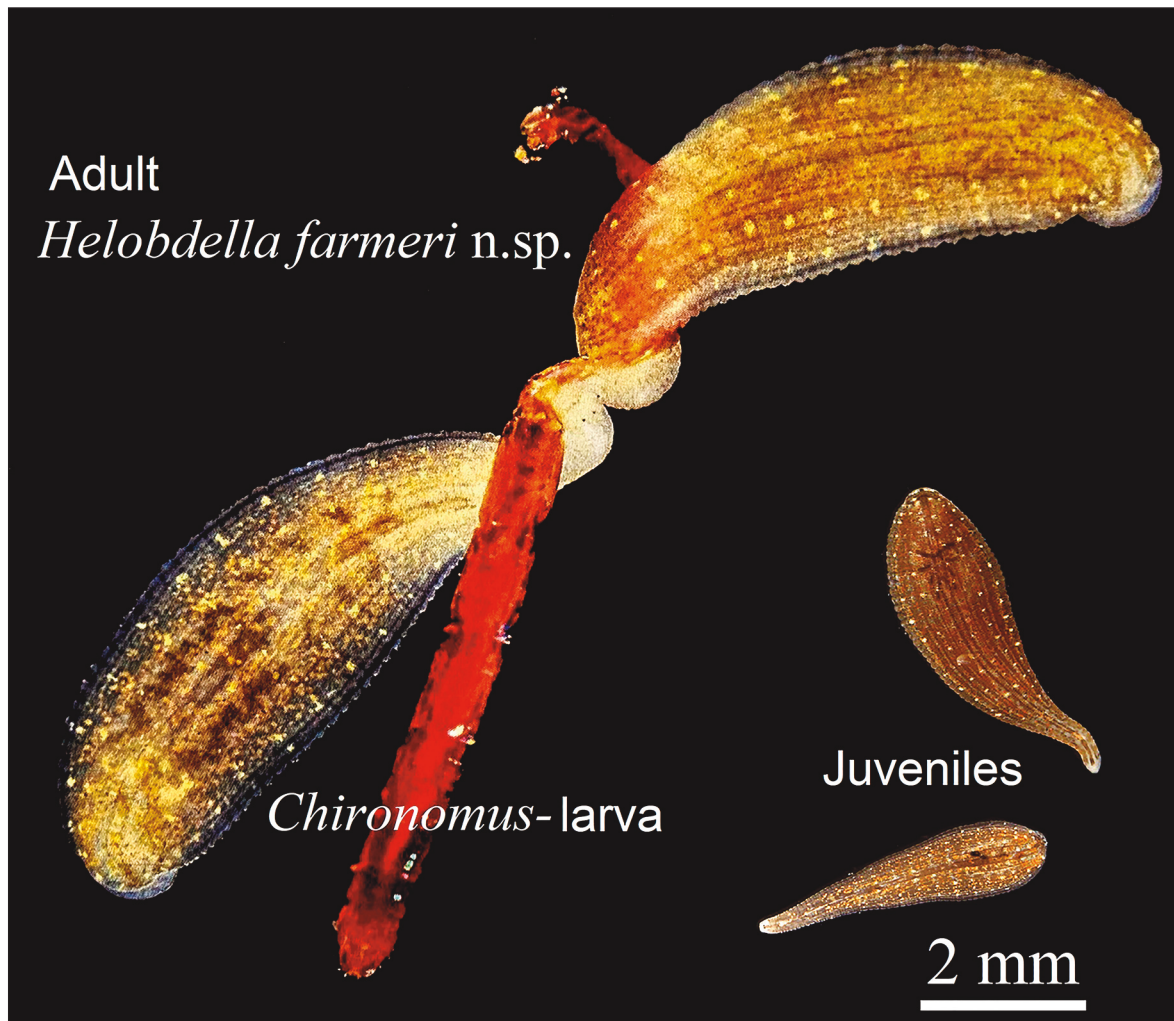 Adult
Helobdella farmeri n.sp.
Juveniles
Chironomus- larva
2 mm